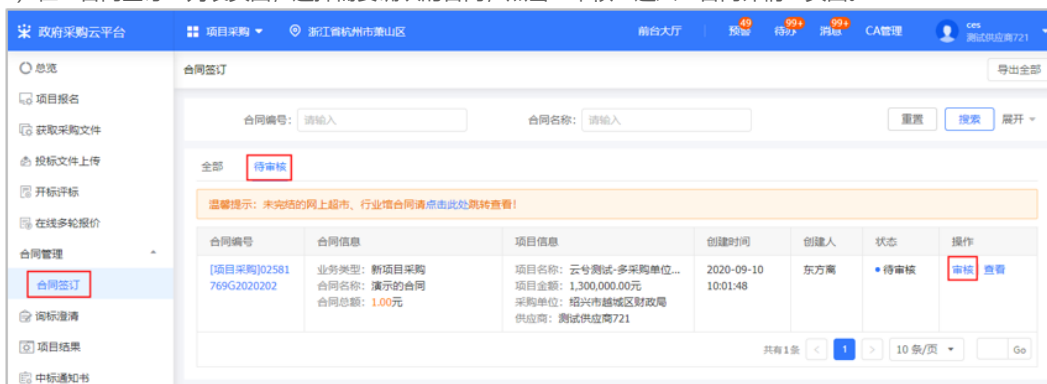 政府采购云平台 项目采购 浙江省杭州市萧山区 前台大厅 预警 49 待办 99+ 消息 99+ CA管理 ces
测试供应商721
总览
合同签订 导出全部
项目报名
获取采购文件
合同编号: 请输入 合同名称: 请输入 重置 搜索 展开
投标文件上传
全部 待审核
开标评标
温馨提示：未完结的网上超市、行业馆合同请点击此处跳转查看！
在线多轮报价
合同管理
合同编号 合同信息 项目信息 创建时间 创建人 状态 操作
合同签订
[项目采购]02581 业务类型: 新项目采购 项目名称: 云兮测试-多采购单位... 2020-09-10 东方离 待审核 审核 查看
769G2020202 合同名称: 演示的合同 项目金额: 1,300,000.00元 10:01:48
合同总额: 1.00元 采购单位: 绍兴市越城区财政局
供应商: 测试供应商721
询标澄清
项目结果
共有1条 < 1 > 10 条/页 Go
中标通知书